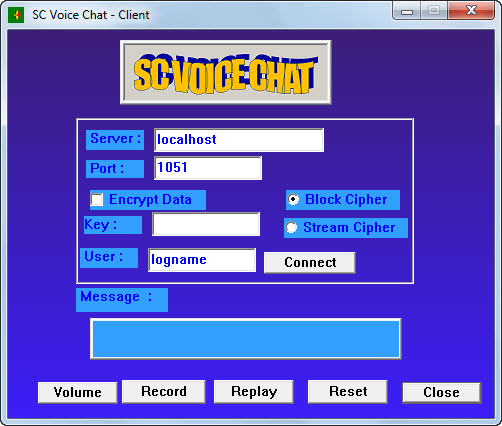 SC Voice Chat - Client
SC VOICE CHAT
Server : localhost
Port : 1051
Encrypt Data Block Cipher
Key : Stream Cipher
User : logname Connect
Message :
Volume Record Replay Reset Close